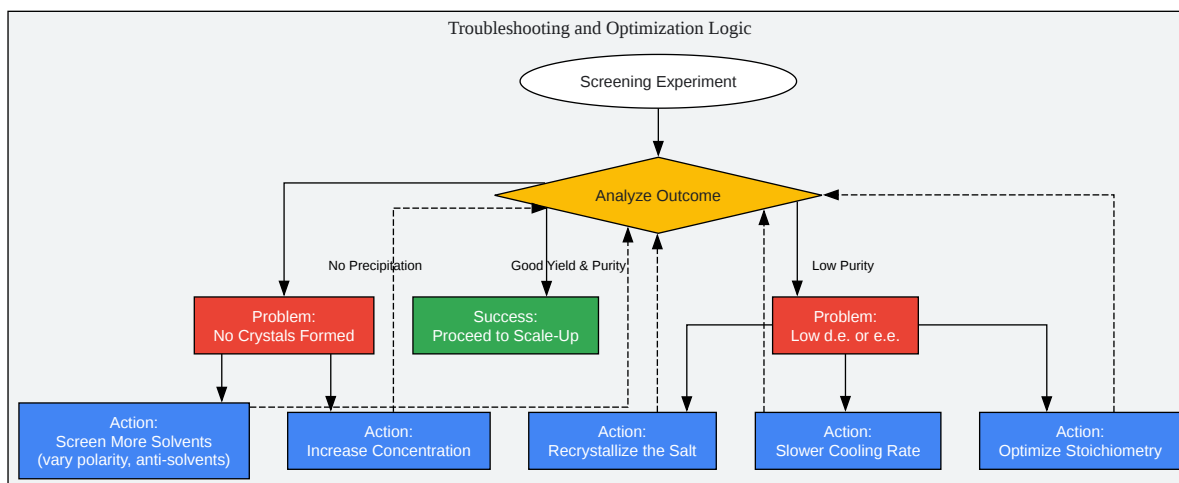 Troubleshooting and Optimization Logic
Screening Experiment
Analyze Outcome
No Precipitation
Good Yield & Purity
Low Purity
Problem:
No Crystals Formed
Success:
Proceed to Scale-Up
Problem:
Low d.e. or e.e.
Action:
Screen More Solvents
(vary polarity, anti-solvents)
Action:
Increase Concentration
Action:
Recrystallize the Salt
Action:
Slower Cooling Rate
Action:
Optimize Stoichiometry